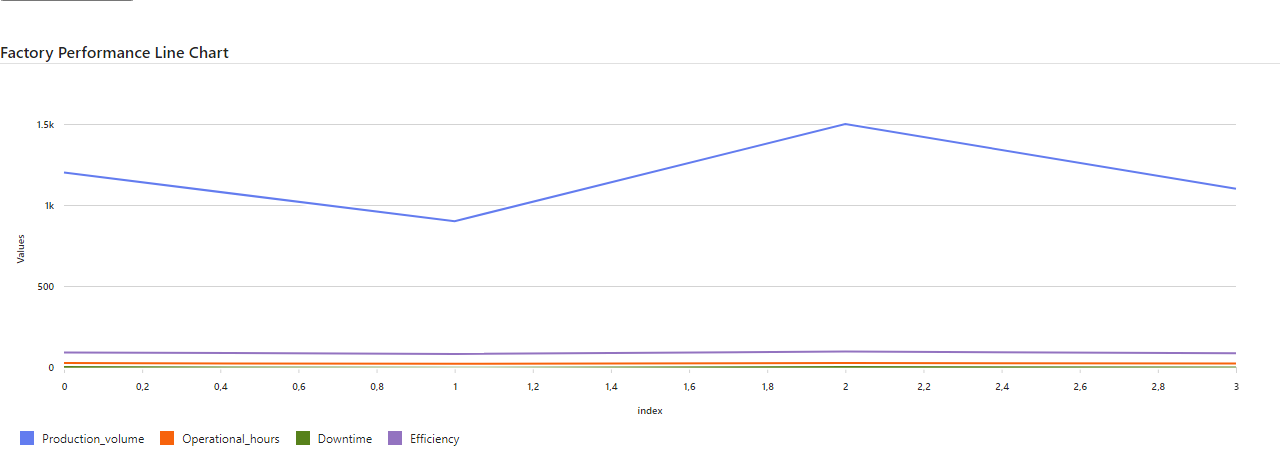 Factory Performance Line Chart
1.5k
1k
500
0
Values
0 0,2 0,4 0,6 0,8 1 1,2 1,4 1,6 1,8 2 2,2 2,4 2,6 2,8 3
index
Production_volume Operational_hours Downtime Efficiency